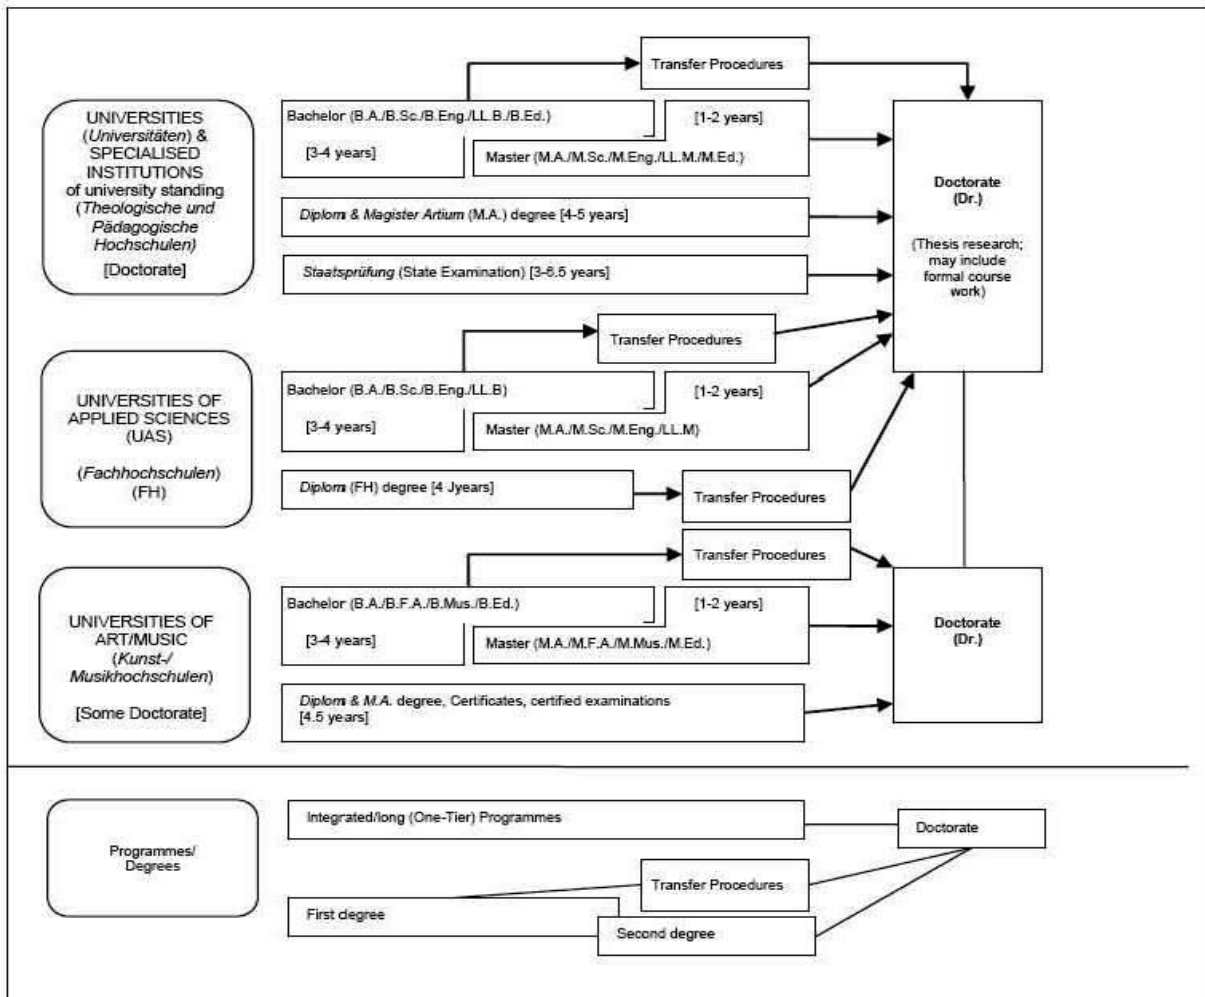 Transfer Procedures
UNIVERSITIES
(Universitäten) &
SPECIALISED
INSTITUTIONS
of university standing
(Theologische und
Pädagogische
Hochschulen)
[Doctorate]
Bachelor (B.A./B.Sc./B.Eng./LL.B./B.Ed.)
[3-4 years]
[1-2 years]
Master (M.A./M.Sc./M.Eng./LL.M./M.Ed.)
Diplom & Magister Artium (M.A.) degree [4-5 years]
Staatsprüfung (State Examination) [3-6.5 years]
Doctorate
(Dr.)
(Thesis research;
may include
formal course
work)
Transfer Procedures
UNIVERSITIES OF
APPLIED SCIENCES
(UAS)
(Fachhochschulen)
(FH)
Bachelor (B.A./B.Sc./B.Eng./LL.B)
[3-4 years]
[1-2 years]
Master (M.A./M.Sc./M.Eng./LL.M)
Diplom (FH) degree [4 Jyears]
Transfer Procedures
Transfer Procedures
UNIVERSITIES OF
ART/MUSIC
(Kunst-/
Musikhochschulen)
[Some Doctorate]
Bachelor (B.A./B.F.A./B.Mus./B.Ed.)
[3-4 years]
[1-2 years]
Master (M.A./M.F.A./M.Mus./M.Ed.)
Diplom & M.A. degree, Certificates, certified examinations
[4.5 years]
Doctorate
(Dr.)
Programmes/
Degrees
Integrated/long (One-Tier) Programmes
Doctorate
Transfer Procedures
First degree
Second degree